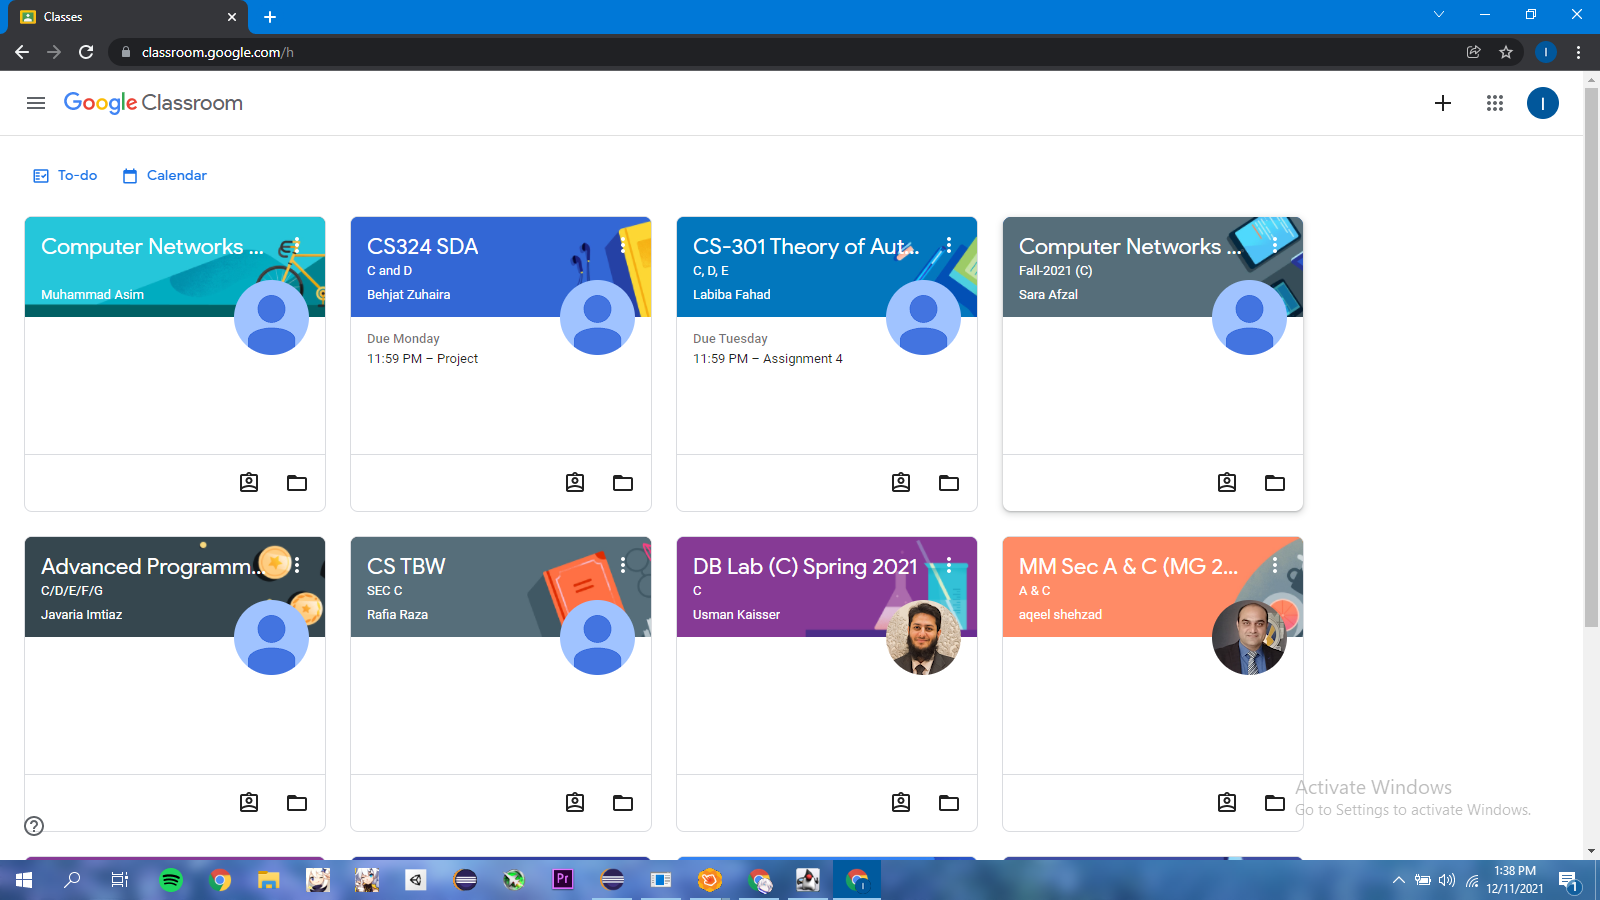 Classes
classroom.google.com/h
I
Google Classroom
I
To-do
Calendar
Computer Networks ...
Muhammad Asim
CS324 SDA
C and D
Behjat Zuhaira
Due Monday
11:59 PM – Project
CS-301 Theory of Aut...
C, D, E
Labiba Fahad
Due Tuesday
11:59 PM – Assignment 4
Computer Networks ...
Fall-2021 (C)
Sara Afzal
Advanced Programm...
C/D/E/F/G
Javaria Imtiaz
CS TBW
SEC C
Rafia Raza
DB Lab (C) Spring 2021
C
Usman Kaisser
MM Sec A & C (MG 2...
A & C
aqeel shehzad
Activate Windows
Go to Settings to activate Windows.
Pr
I
1:38 PM
12/11/2021
1